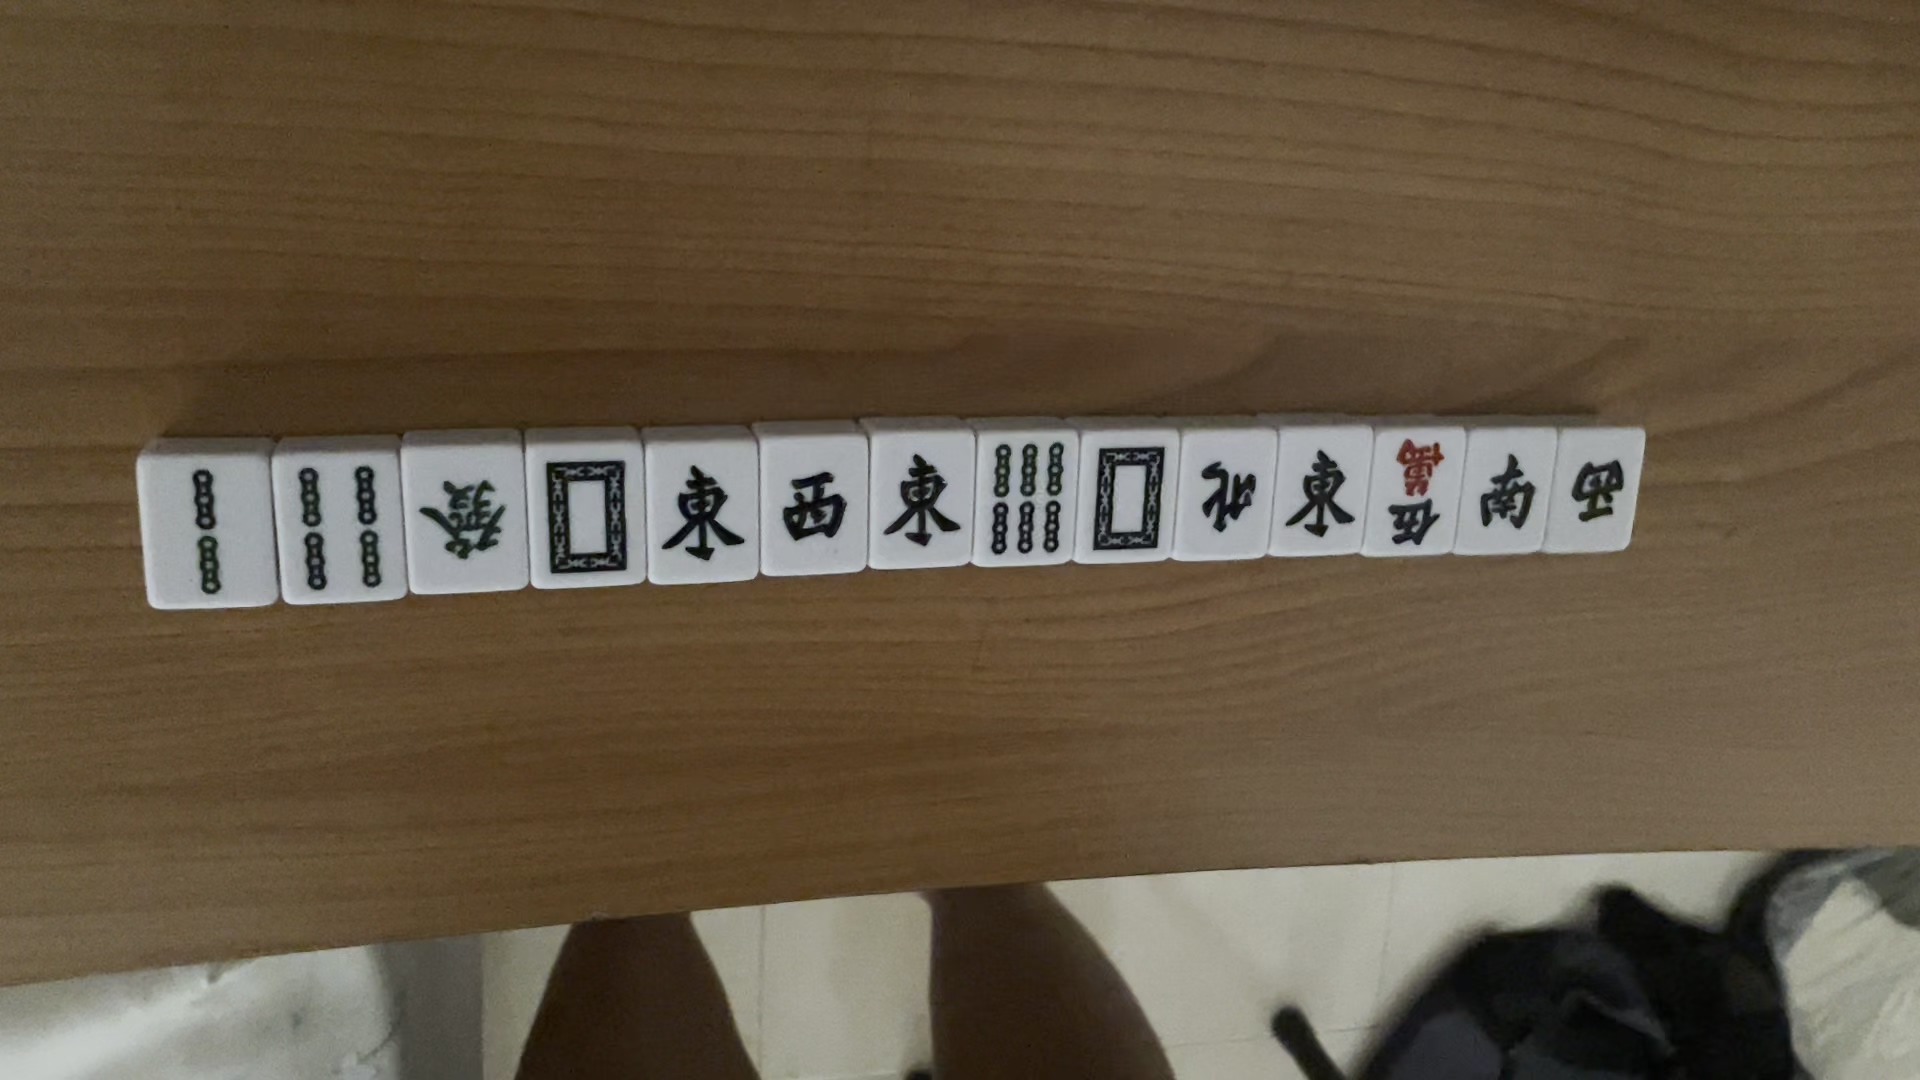 發 東 西 東 北 東 伍萬 南 西